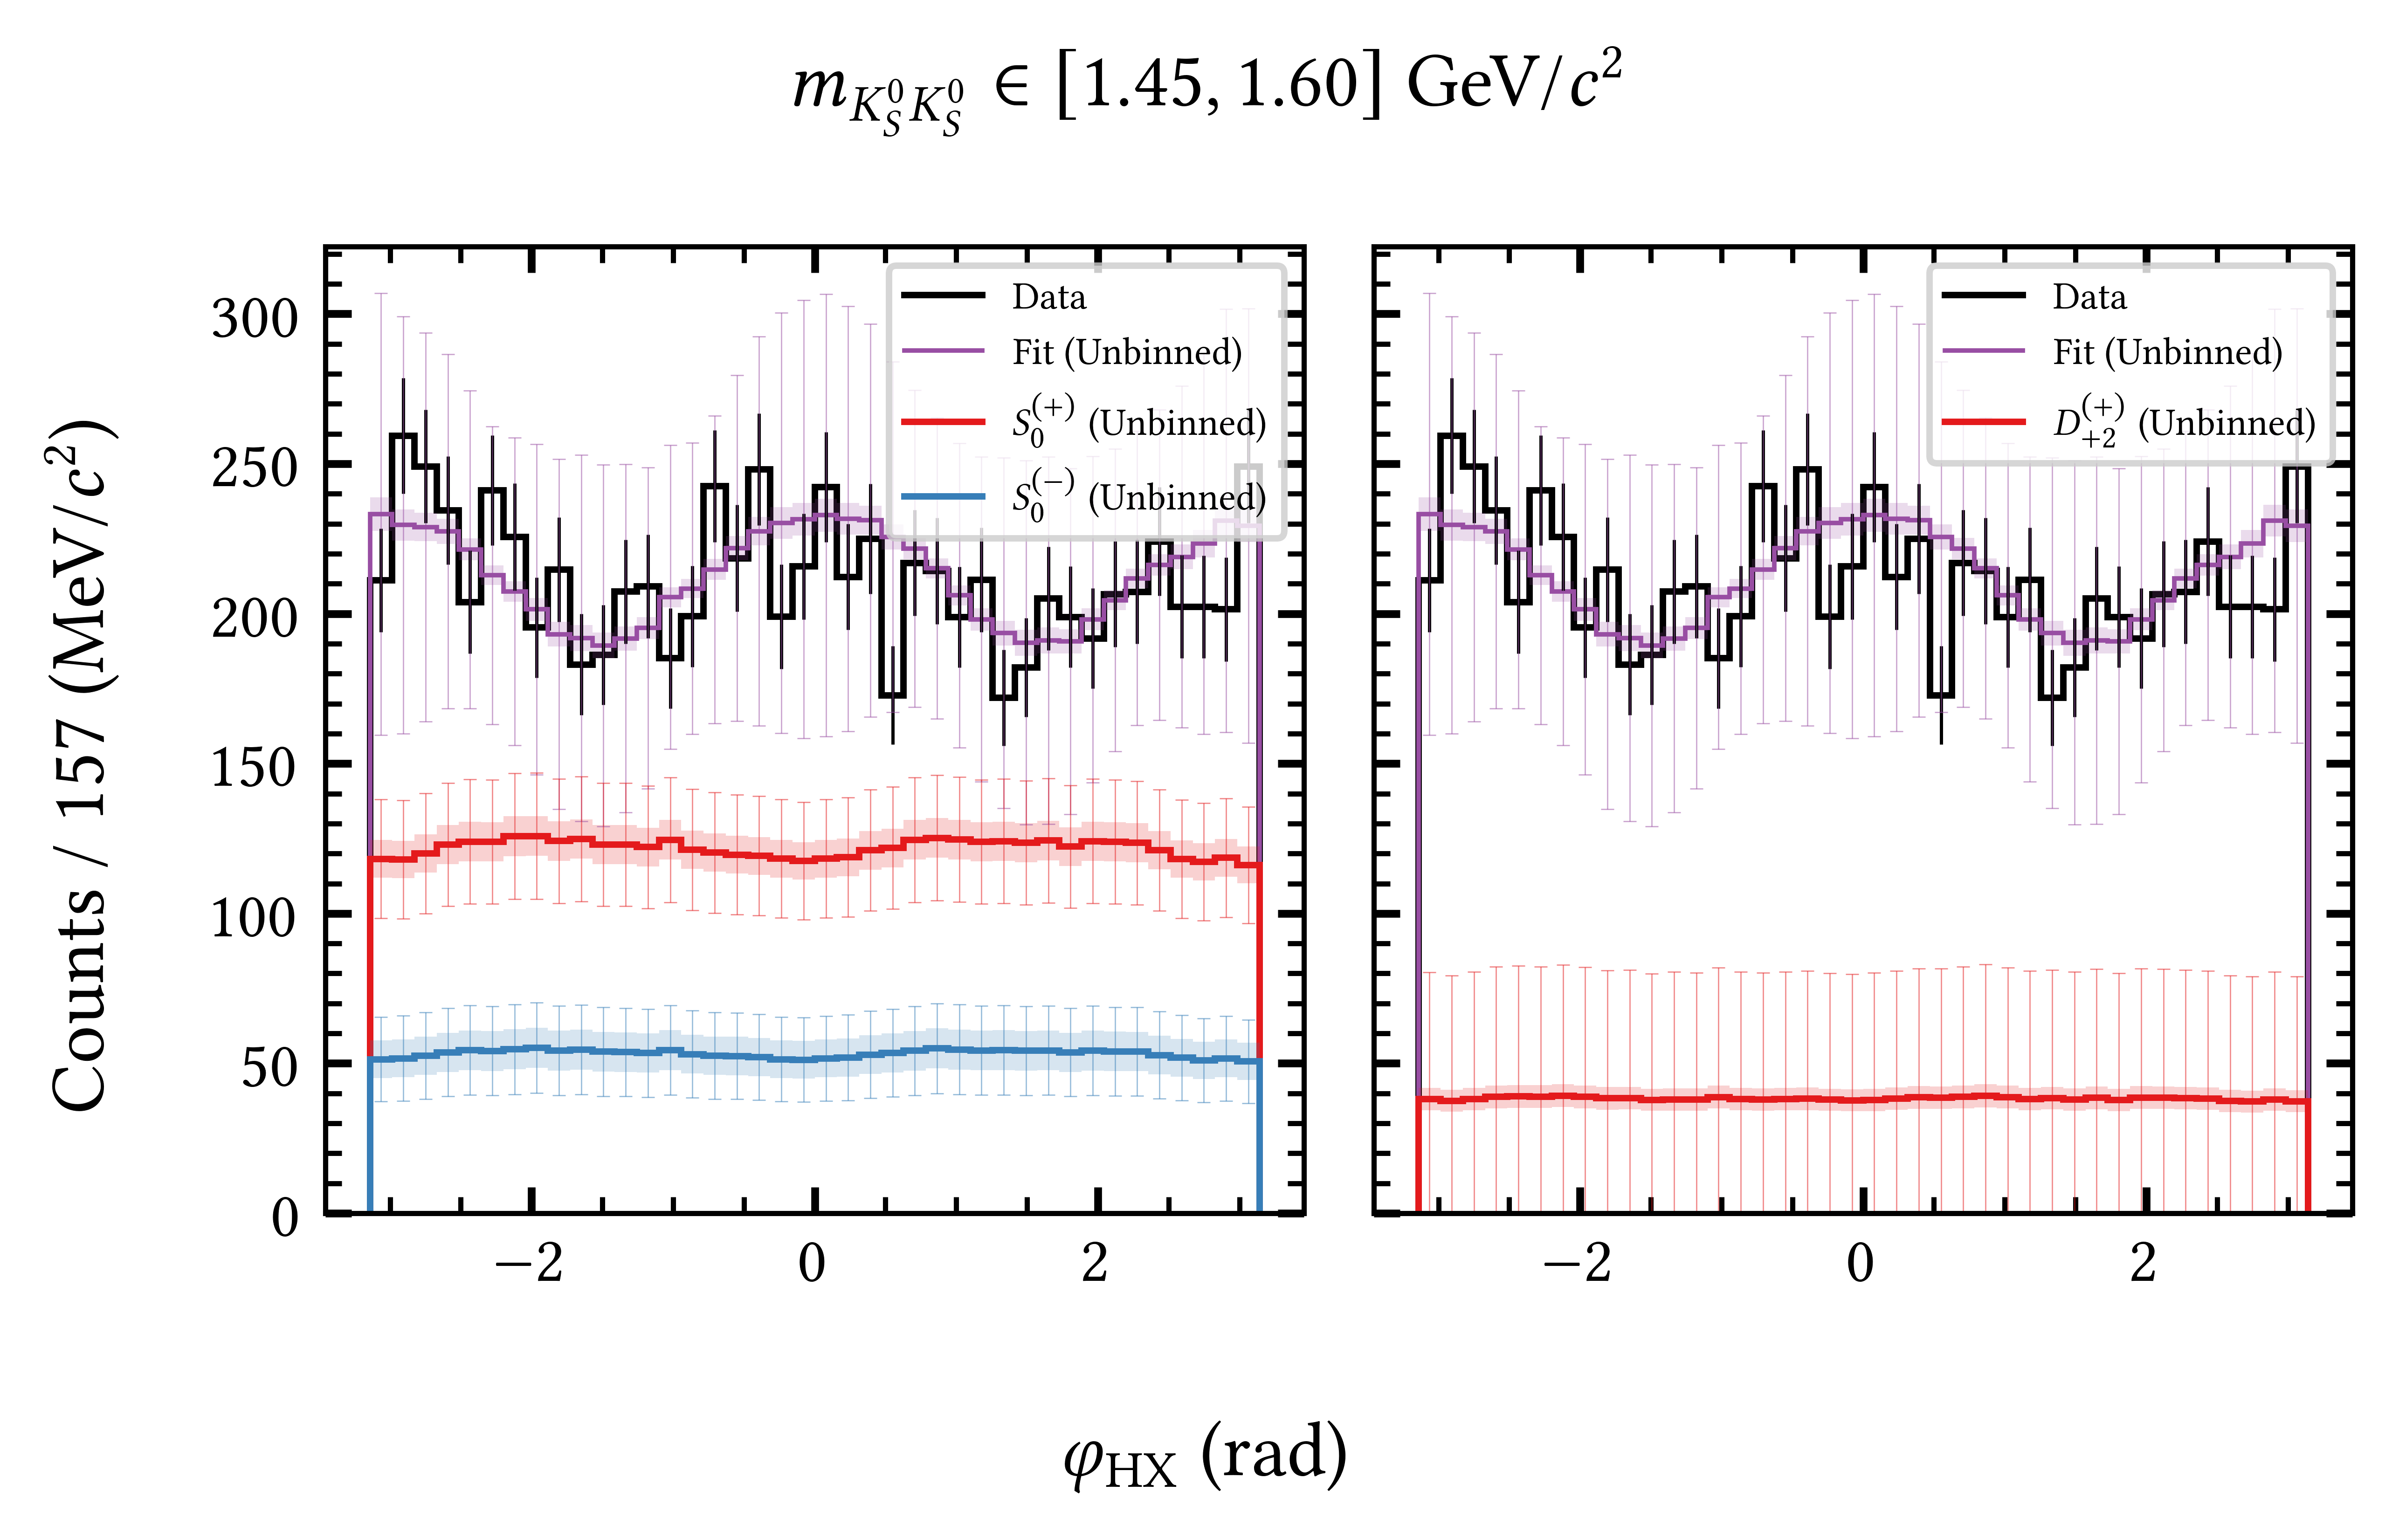 m_{K_S^0 K_S^0} ∈ [1.45, 1.60] GeV/c²
Counts / 157 (MeV/c²)
300
250
200
150
100
50
0
Data
Fit (Unbinned)
S_0^{(+)} (Unbinned)
S_0^{(−)} (Unbinned)
−2
0
2
Data
Fit (Unbinned)
D_{+2}^{(+)} (Unbinned)
−2
0
2
φ_{HX} (rad)